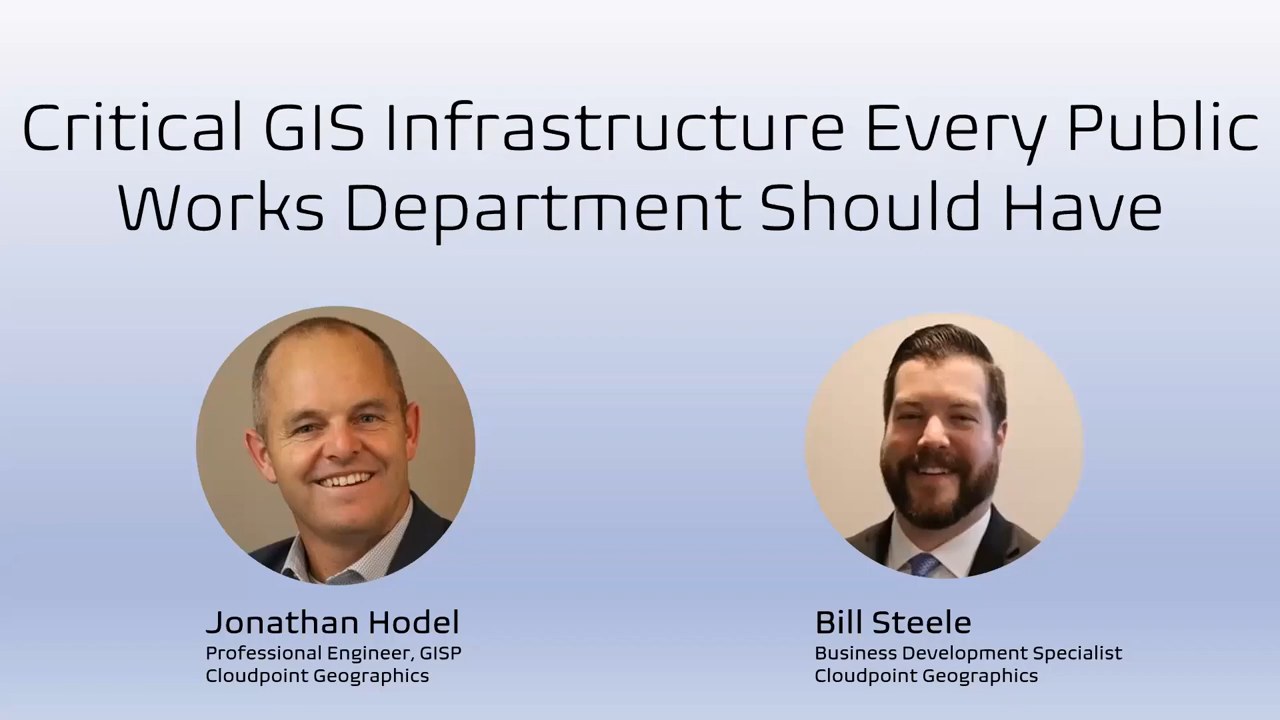 Critical GIS Infrastructure Every Public
Works Department Should Have
Jonathan Hodel
Professional Engineer, GISP
Cloudpoint Geographics
Bill Steele
Business Development Specialist
Cloudpoint Geographics